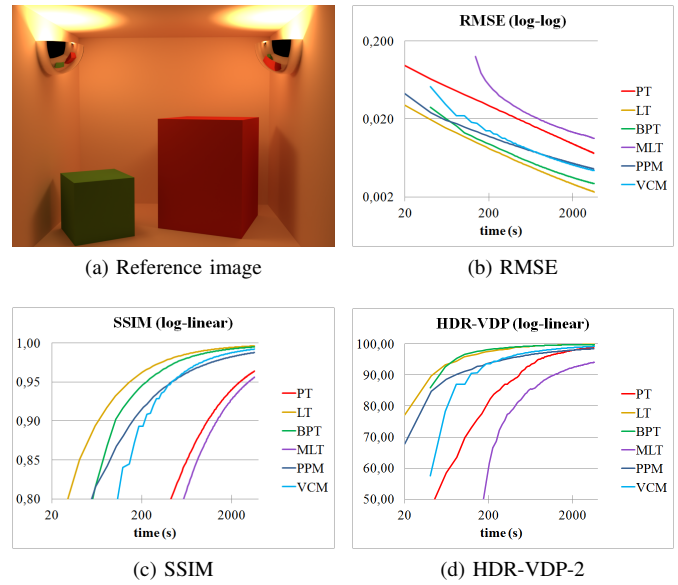 RMSE (log-log)
0,200
0,020
0,002
20
200
2000
time (s)
PT
LT
BPT
MLT
PPM
VCM
(a) Reference image
(b) RMSE
SSIM (log-linear)
1,00
0,95
0,90
0,85
0,80
20
200
2000
time (s)
PT
LT
BPT
MLT
PPM
VCM
HDR-VDP (log-linear)
100,00
90,00
80,00
70,00
60,00
50,00
20
200
2000
time (s)
PT
LT
BPT
MLT
PPM
VCM
(c) SSIM
(d) HDR-VDP-2